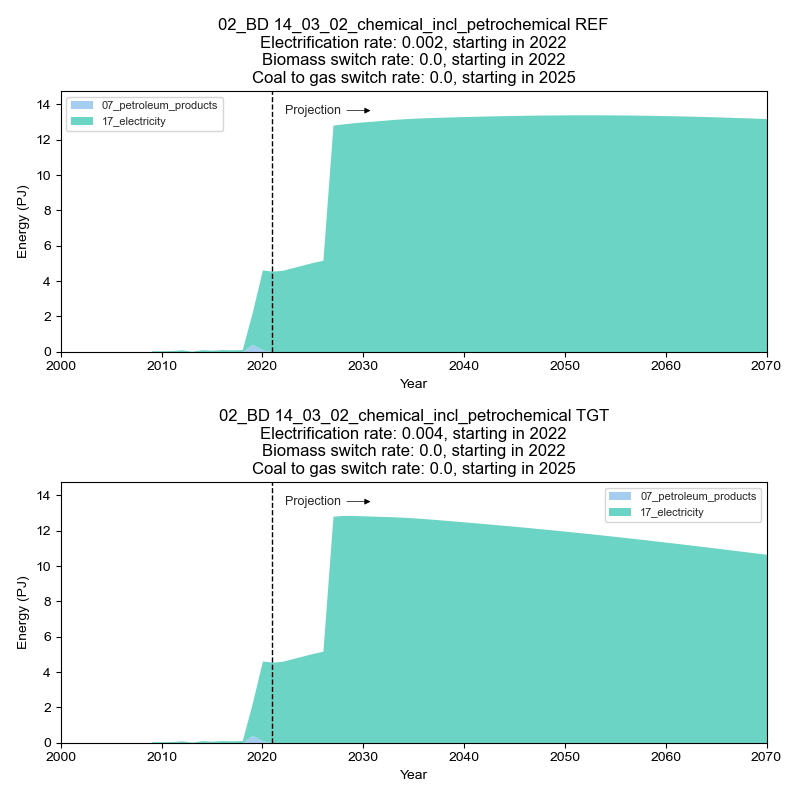 02_BD 14_03_02_chemical_incl_petrochemical REF
Electrification rate: 0.002, starting in 2022
Biomass switch rate: 0.0, starting in 2022
Coal to gas switch rate: 0.0, starting in 2025
07_petroleum_products
17_electricity
Projection
Energy (PJ)
14
12
10
8
6
4
2
0
2000 2010 2020 2030 2040 2050 2060 2070
Year
02_BD 14_03_02_chemical_incl_petrochemical TGT
Electrification rate: 0.004, starting in 2022
Biomass switch rate: 0.0, starting in 2022
Coal to gas switch rate: 0.0, starting in 2025
Projection
07_petroleum_products
17_electricity
Energy (PJ)
14
12
10
8
6
4
2
0
2000 2010 2020 2030 2040 2050 2060 2070
Year